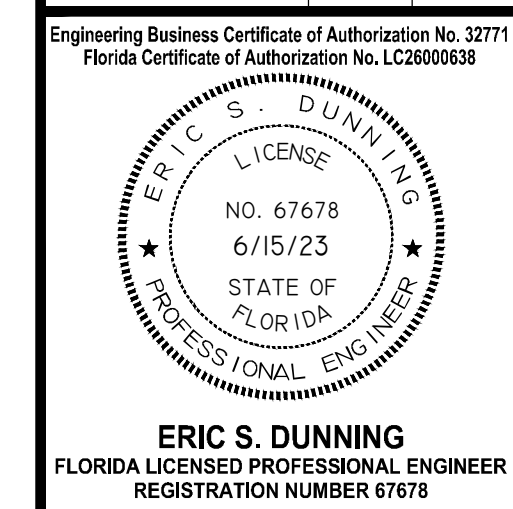 Engineering Business Certificate of Authorization No. 32771
Florida Certificate of Authorization No. LC26000638
ERIC S. DUNNING
LICENSE
NO. 67678
6/15/23
STATE OF
FLORIDA
PROFESSIONAL ENGINEER
ERIC S. DUNNING
FLORIDA LICENSED PROFESSIONAL ENGINEER
REGISTRATION NUMBER 67678